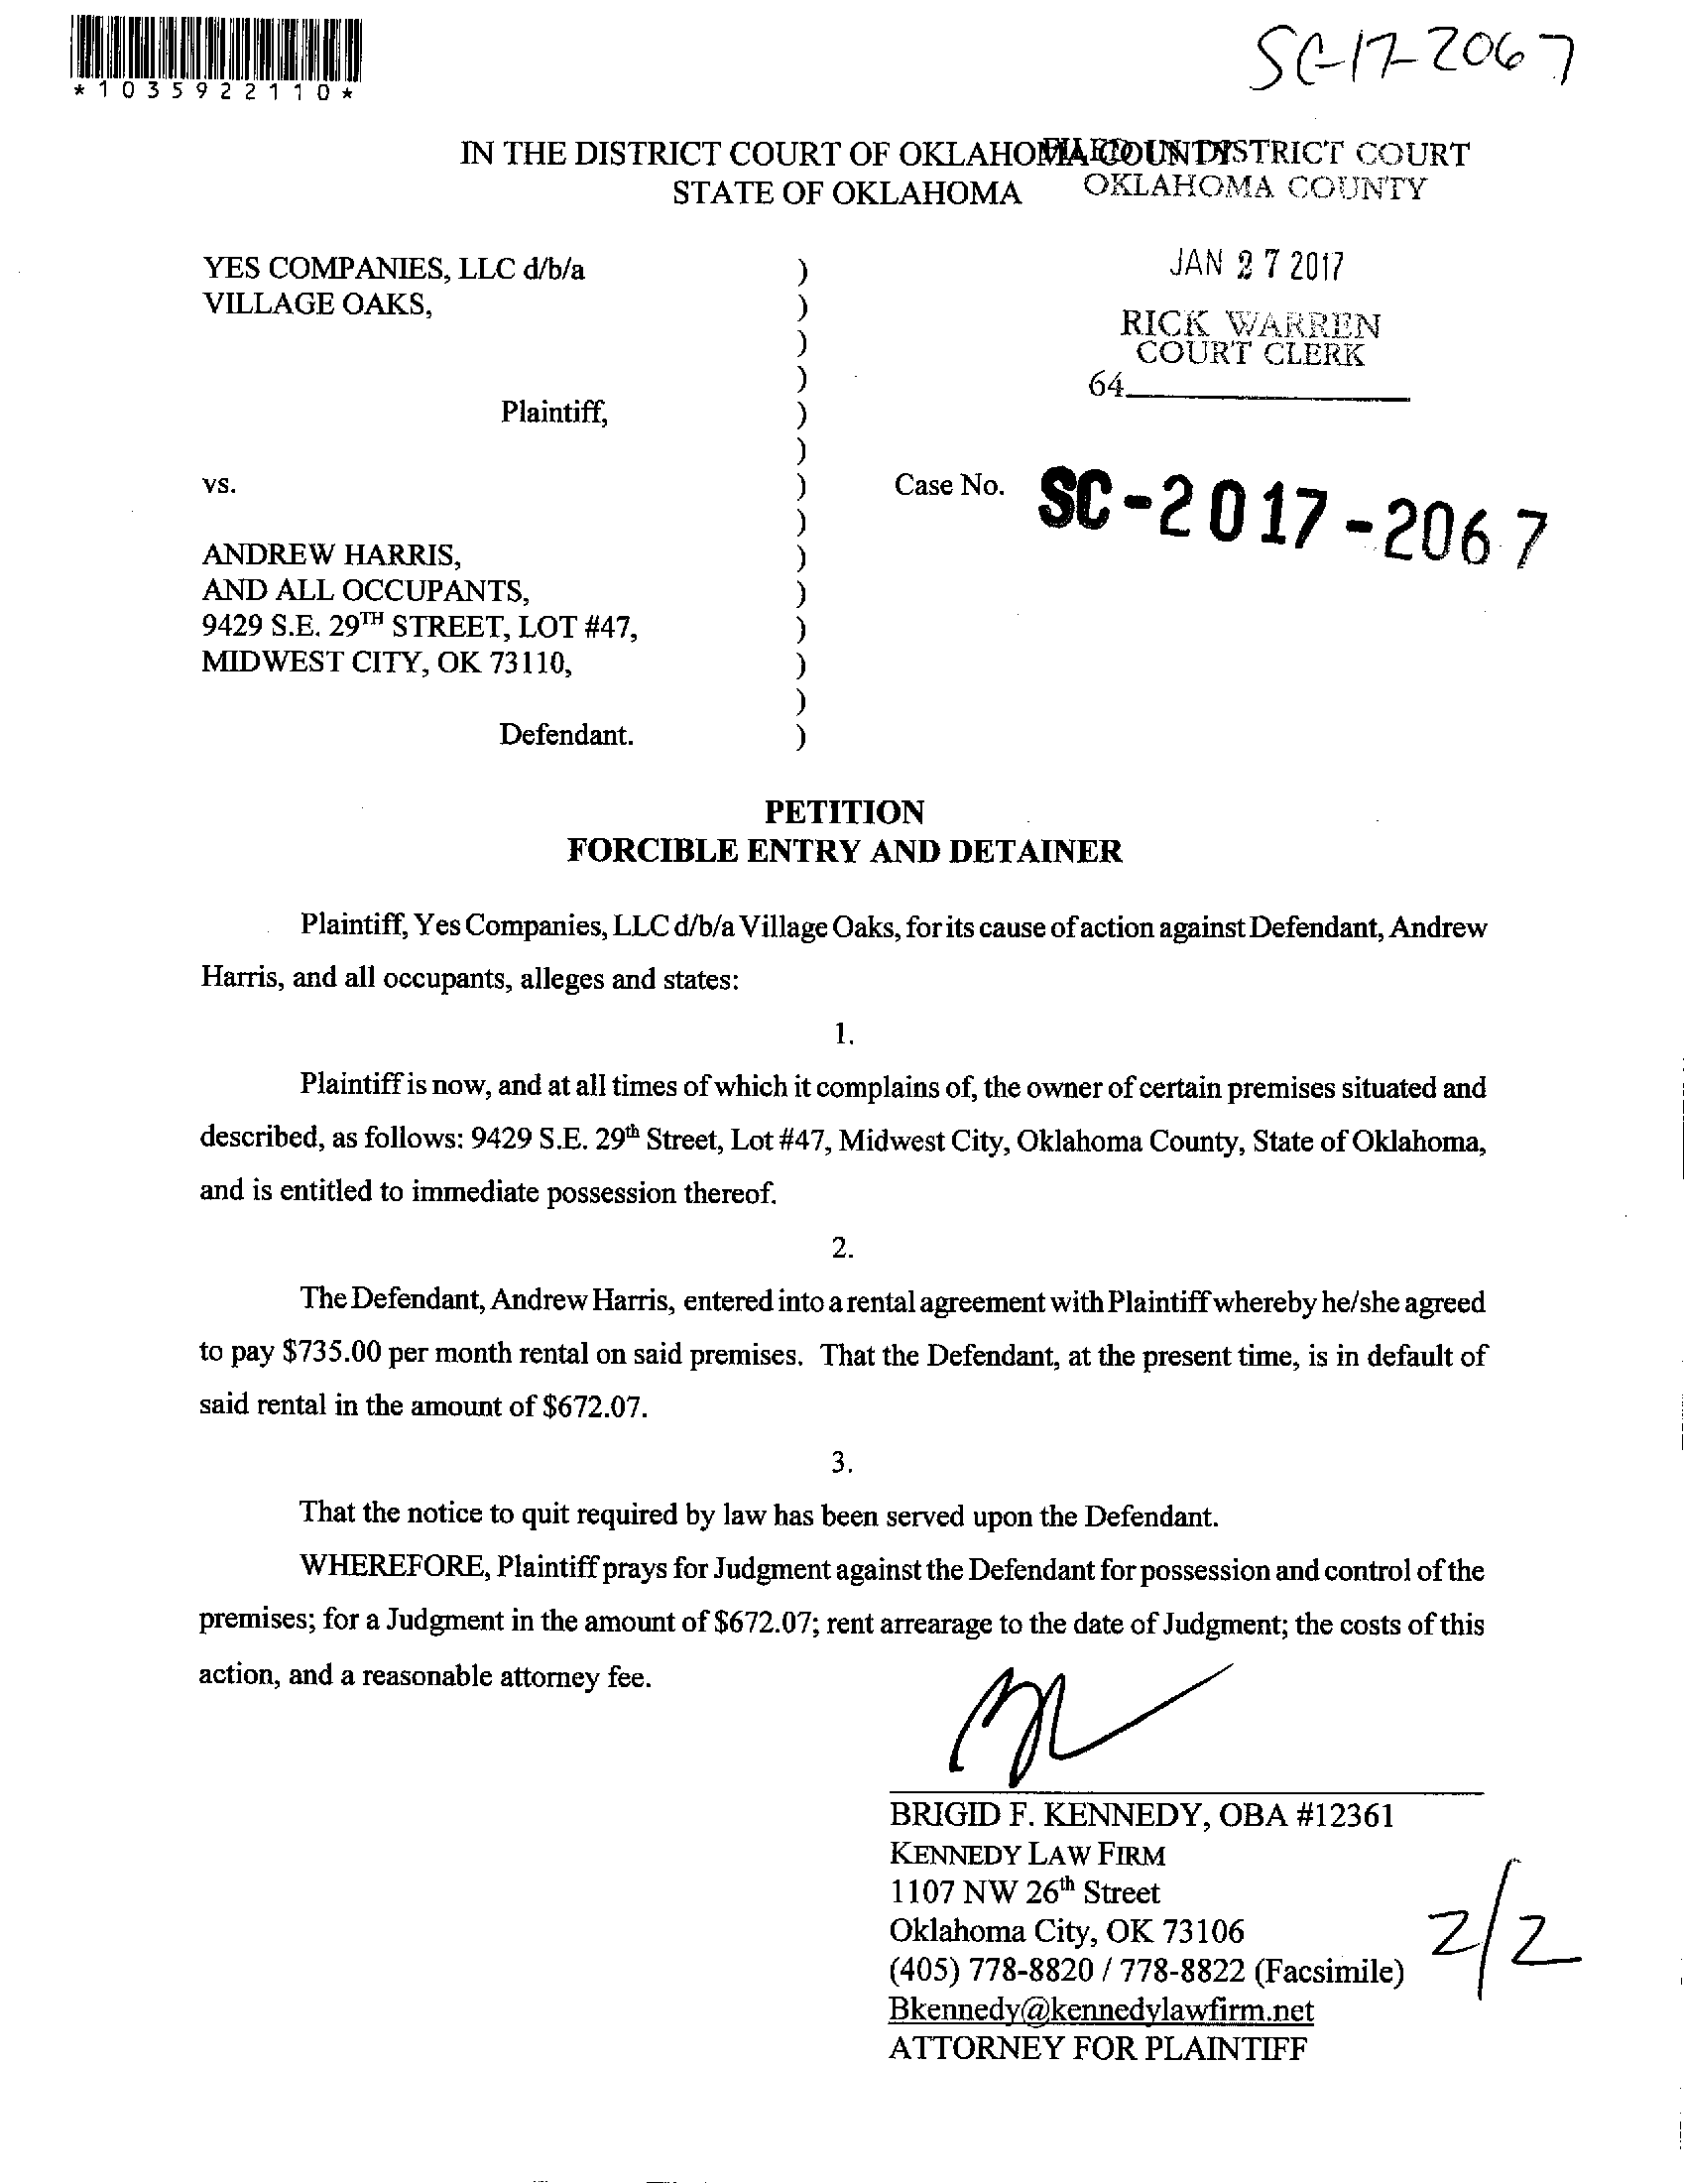 *1035922110*
SC-17-2067
IN THE DISTRICT COURT OF OKLAHOMA COUNTY
STATE OF OKLAHOMA
FILED IN DISTRICT COURT
OKLAHOMA COUNTY
JAN 27 2017
RICK WARREN
COURT CLERK
64
YES COMPANIES, LLC d/b/a )
VILLAGE OAKS, )
)
)
Plaintiff, )
)
vs. ) Case No. SC-2017-2067
)
ANDREW HARRIS, )
AND ALL OCCUPANTS, )
9429 S.E. 29TH STREET, LOT #47, )
MIDWEST CITY, OK 73110, )
)
Defendant. )
PETITION
FORCIBLE ENTRY AND DETAINER
Plaintiff, Yes Companies, LLC d/b/a Village Oaks, for its cause of action against Defendant, Andrew
Harris, and all occupants, alleges and states:
1.
Plaintiff is now, and at all times of which it complains of, the owner of certain premises situated and
described, as follows: 9429 S.E. 29th Street, Lot #47, Midwest City, Oklahoma County, State of Oklahoma,
and is entitled to immediate possession thereof.
2.
The Defendant, Andrew Harris, entered into a rental agreement with Plaintiff whereby he/she agreed
to pay $735.00 per month rental on said premises. That the Defendant, at the present time, is in default of
said rental in the amount of $672.07.
3.
That the notice to quit required by law has been served upon the Defendant.
WHEREFORE, Plaintiff prays for Judgment against the Defendant for possession and control of the
premises; for a Judgment in the amount of $672.07; rent arrearage to the date of Judgment; the costs of this
action, and a reasonable attorney fee.
BRIGID F. KENNEDY, OBA #12361
KENNEDY LAW FIRM
1107 NW 26th Street
Oklahoma City, OK 73106
(405) 778-8820 / 778-8822 (Facsimile)
Bkennedy@kennedylawfirm.net
ATTORNEY FOR PLAINTIFF
2/2